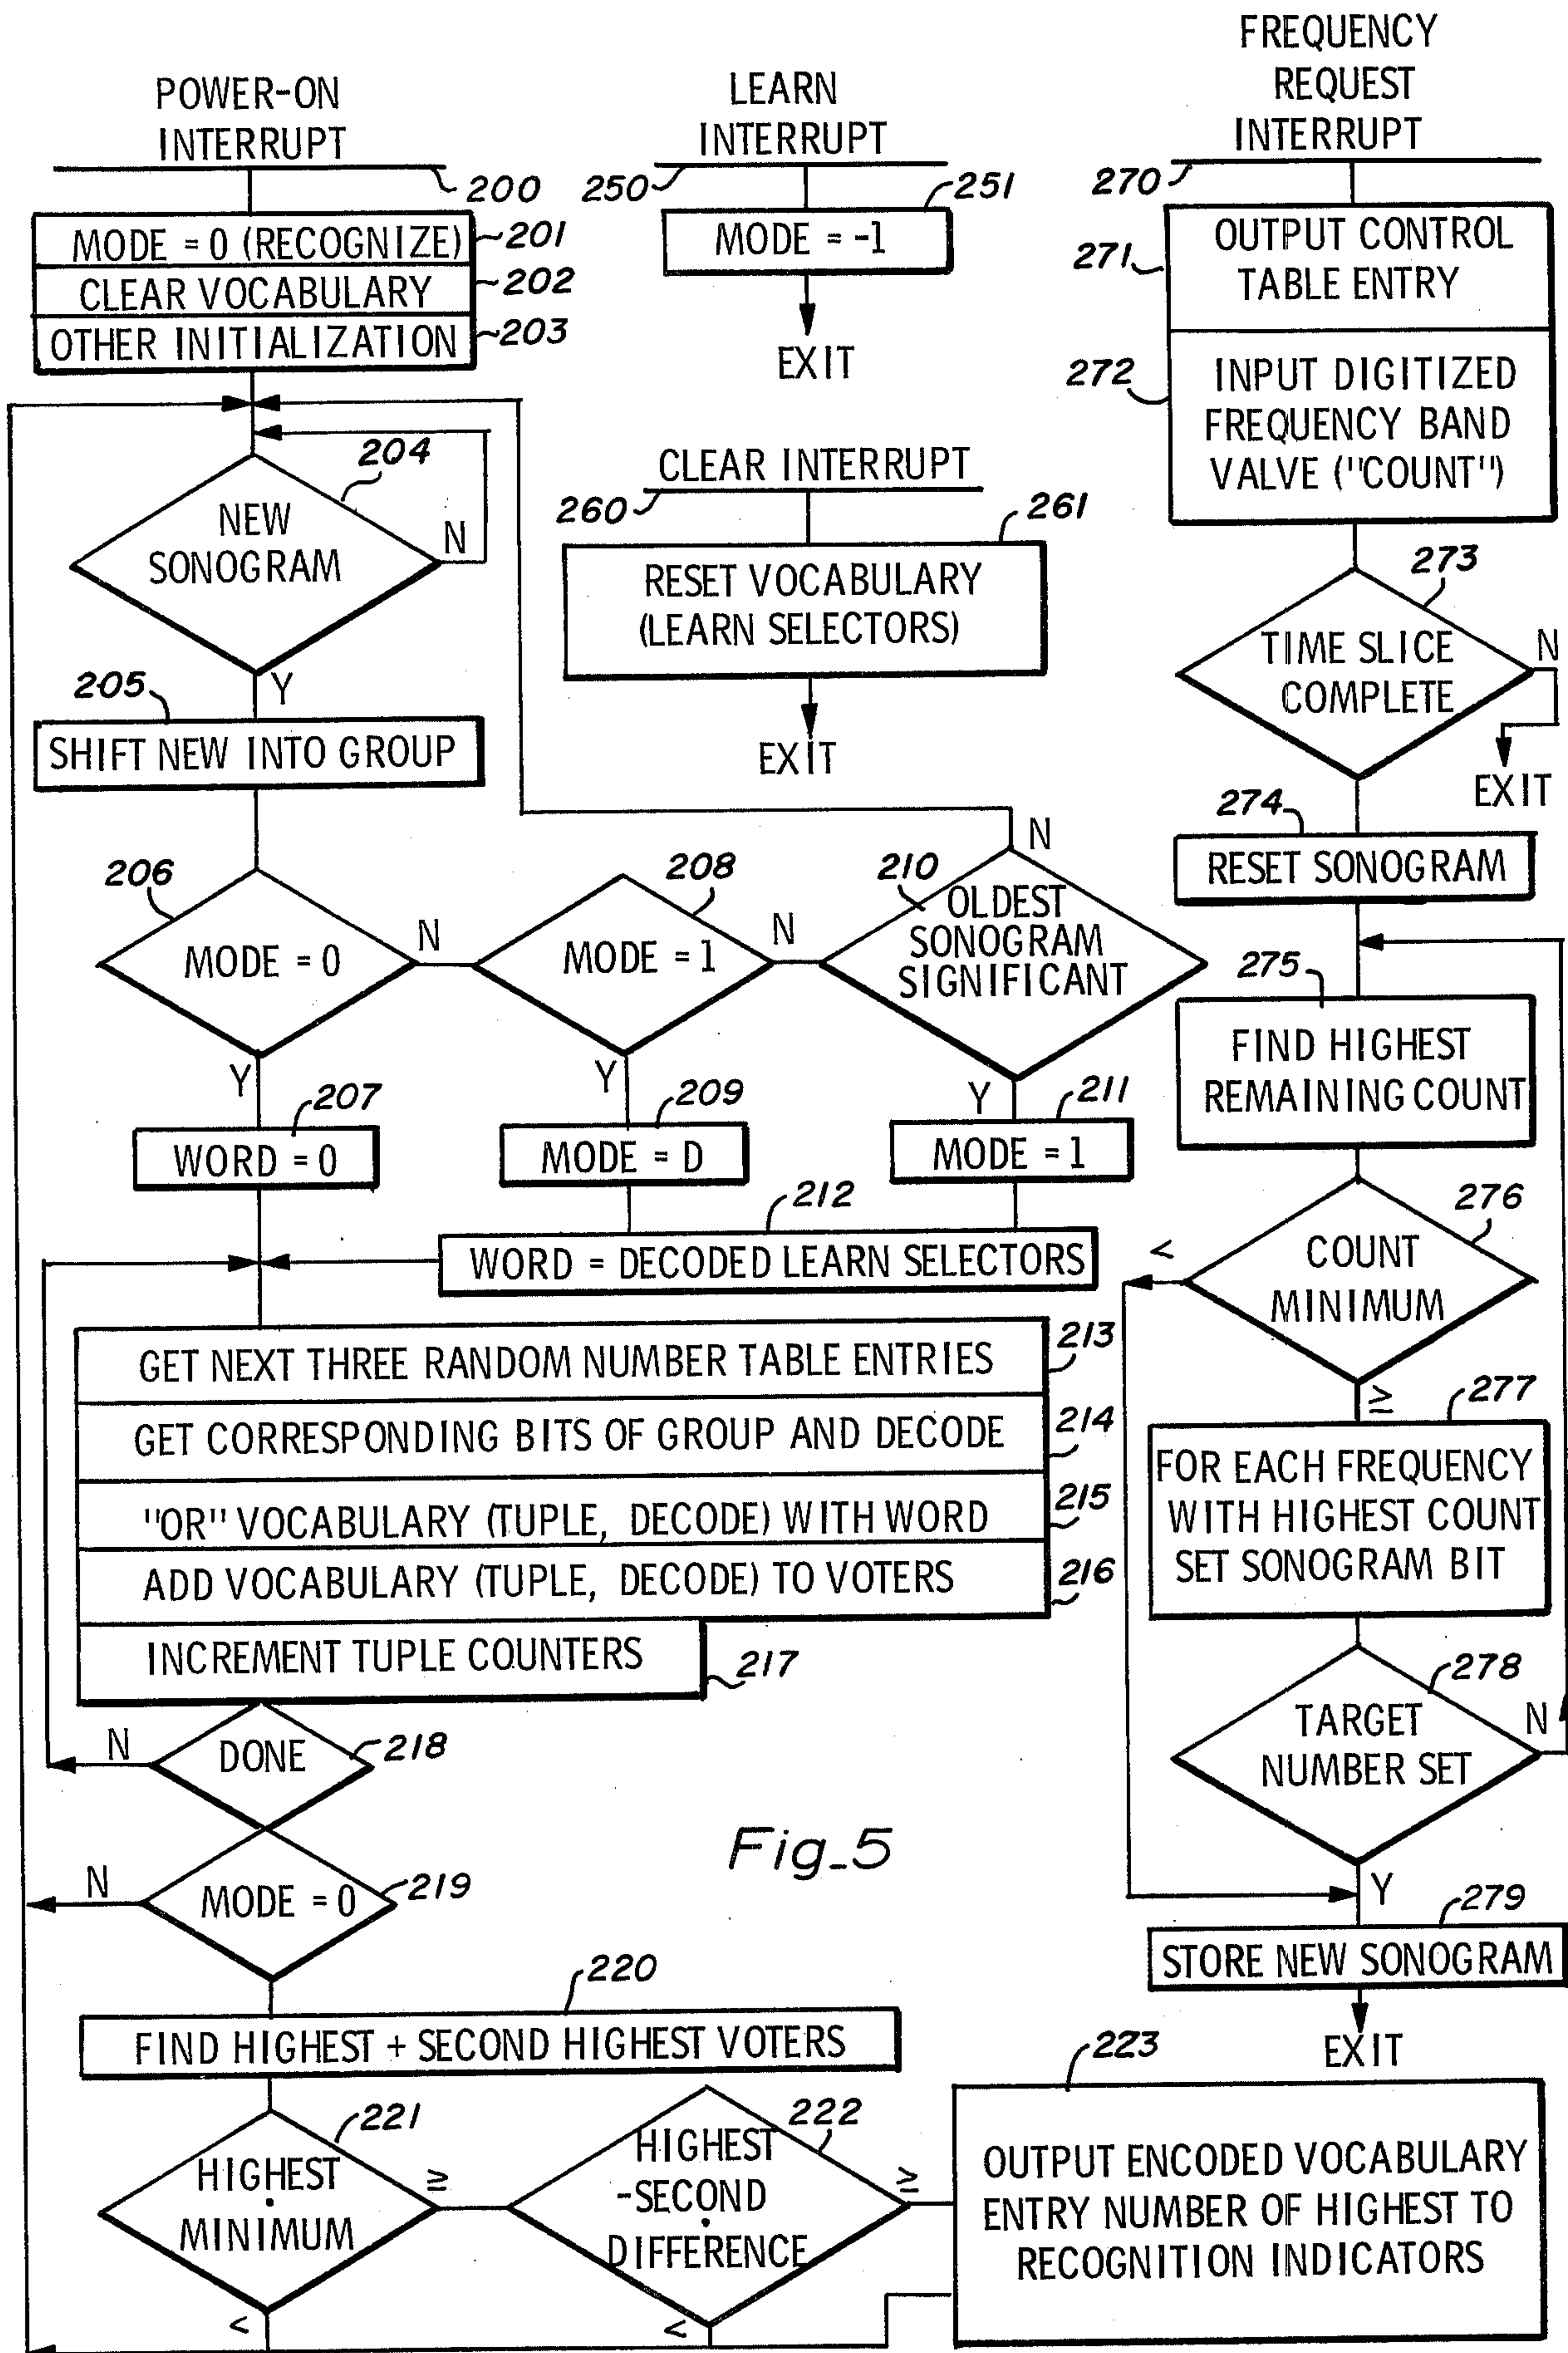 POWER-ON
INTERRUPT
200
MODE = 0 (RECOGNIZE)
201
CLEAR VOCABULARY
202
OTHER INITIALIZATION
203
204
NEW
SONOGRAM
N
Y
205
SHIFT NEW INTO GROUP
206
MODE = 0
N
Y
207
WORD = 0
208
MODE = 1
N
Y
209
MODE = D
210
OLDEST
SONOGRAM
SIGNIFICANT
N
Y
211
MODE = 1
212
WORD = DECODED LEARN SELECTORS
GET NEXT THREE RANDOM NUMBER TABLE ENTRIES
213
GET CORRESPONDING BITS OF GROUP AND DECODE
214
"OR" VOCABULARY (TUPLE, DECODE) WITH WORD
215
ADD VOCABULARY (TUPLE, DECODE) TO VOTERS
216
INCREMENT TUPLE COUNTERS
217
DONE
218
N
MODE = 0
219
N
220
FIND HIGHEST + SECOND HIGHEST VOTERS
221
HIGHEST
.
MINIMUM
≥
<
222
HIGHEST
-SECOND
.
DIFFERENCE
≥
<
223
OUTPUT ENCODED VOCABULARY
ENTRY NUMBER OF HIGHEST TO
RECOGNITION INDICATORS
LEARN
INTERRUPT
250
251
MODE = -1
EXIT
CLEAR INTERRUPT
260
261
RESET VOCABULARY
(LEARN SELECTORS)
EXIT
FREQUENCY
REQUEST
INTERRUPT
270
271
OUTPUT CONTROL
TABLE ENTRY
272
INPUT DIGITIZED
FREQUENCY BAND
VALVE ("COUNT")
273
TIME SLICE
COMPLETE
N
EXIT
274
RESET SONOGRAM
275
FIND HIGHEST
REMAINING COUNT
276
COUNT
MINIMUM
<
≥
277
FOR EACH FREQUENCY
WITH HIGHEST COUNT
SET SONOGRAM BIT
278
TARGET
NUMBER SET
N
Y
279
STORE NEW SONOGRAM
EXIT
Fig_5